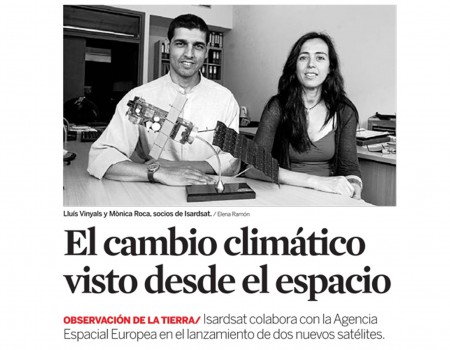 Lluís Vinyals y Mònica Roca, socios de Isardsat. / Elena Ramón
El cambio climático
visto desde el espacio
OBSERVACIÓN DE LA TIERRA/ Isardsat colabora con la Agencia
Espacial Europea en el lanzamiento de dos nuevos satélites.